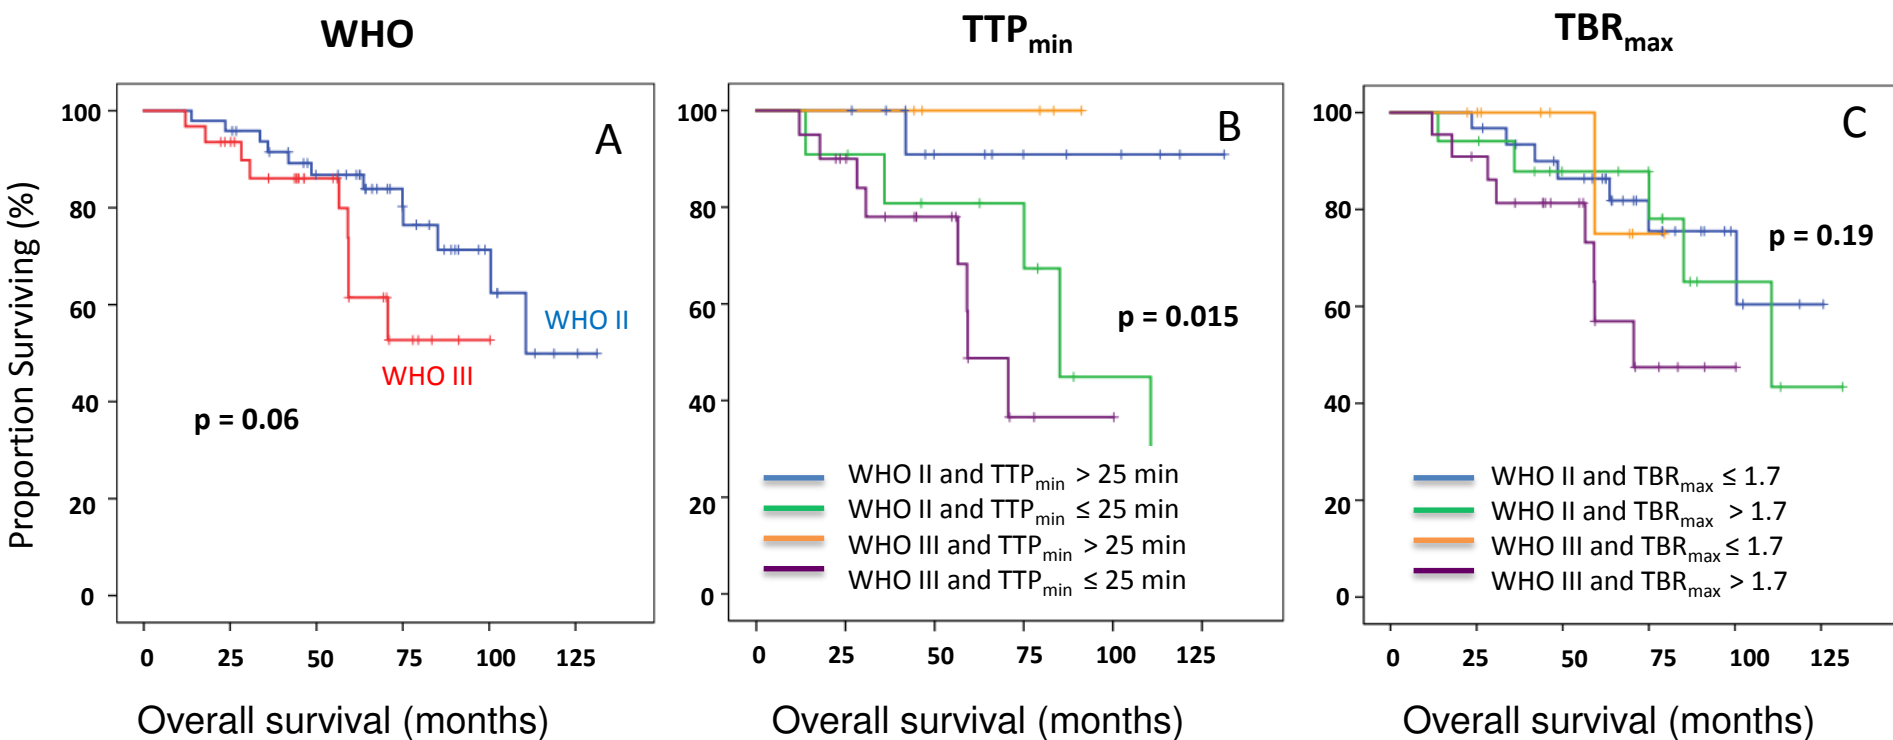 WHO
Proportion Surviving (%)
100
80
60
40
20
0
A
WHO II
WHO III
p = 0.06
0 25 50 75 100 125
Overall survival (months)
TTPmin
100
80
60
40
20
0
B
p = 0.015
WHO II and TTPmin > 25 min
WHO II and TTPmin ≤ 25 min
WHO III and TTPmin > 25 min
WHO III and TTPmin ≤ 25 min
0 25 50 75 100 125
Overall survival (months)
TBRmax
100
80
60
40
20
0
C
p = 0.19
WHO II and TBRmax ≤ 1.7
WHO II and TBRmax > 1.7
WHO III and TBRmax ≤ 1.7
WHO III and TBRmax > 1.7
0 25 50 75 100 125
Overall survival (months)